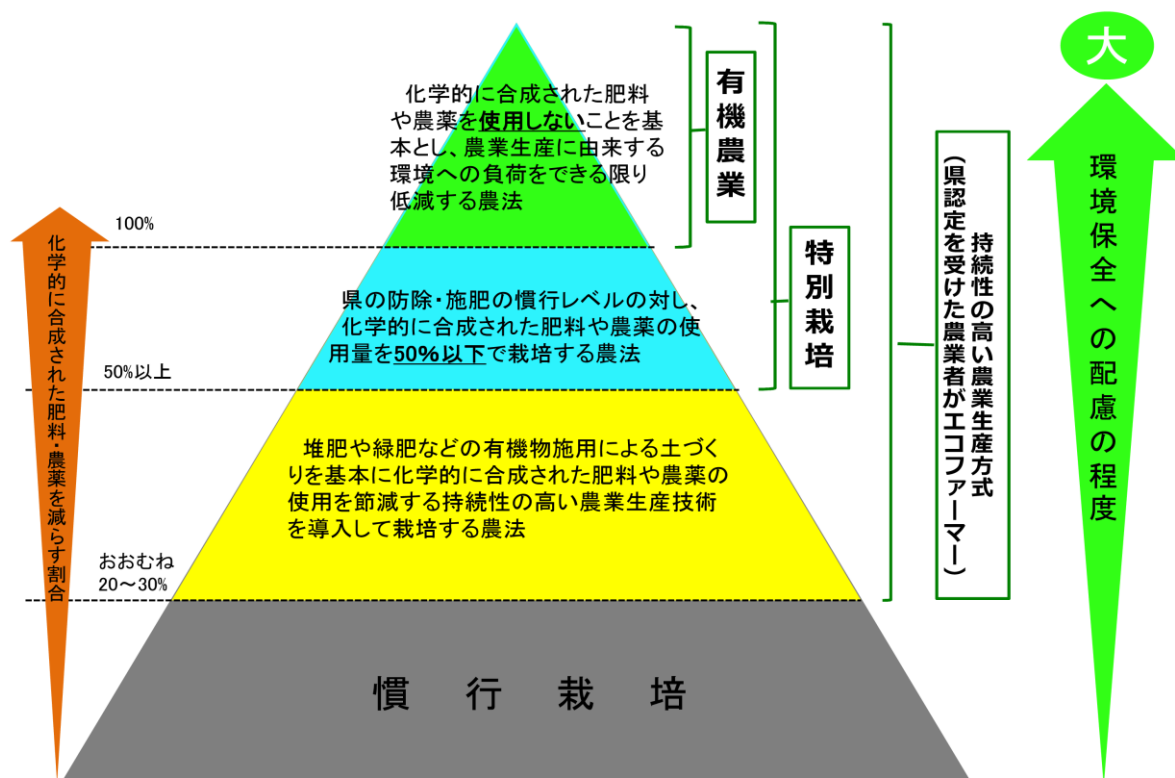 大
化学的に合成された肥料
や農薬を使用しないことを基
本とし、農業生産に由来する
環境への負荷をできる限り
低減する農法
有機農業
100%
県の防除・施肥の慣行レベルの対し、
化学的に合成された肥料や農薬の使
用量を50%以下で栽培する農法
特別栽培
50%以上
堆肥や緑肥などの有機物施用による土づく
りを基本に化学的に合成された肥料や農薬の
使用を節減する持続性の高い農業生産技術
を導入して栽培する農法
持続性の高い農業生産方式
(県認定を受けた農業者がエコファーマー)
おおむね
20～30%
慣行栽培
化学的に合成された肥料・農薬を減らす割合
環境保全への配慮の程度